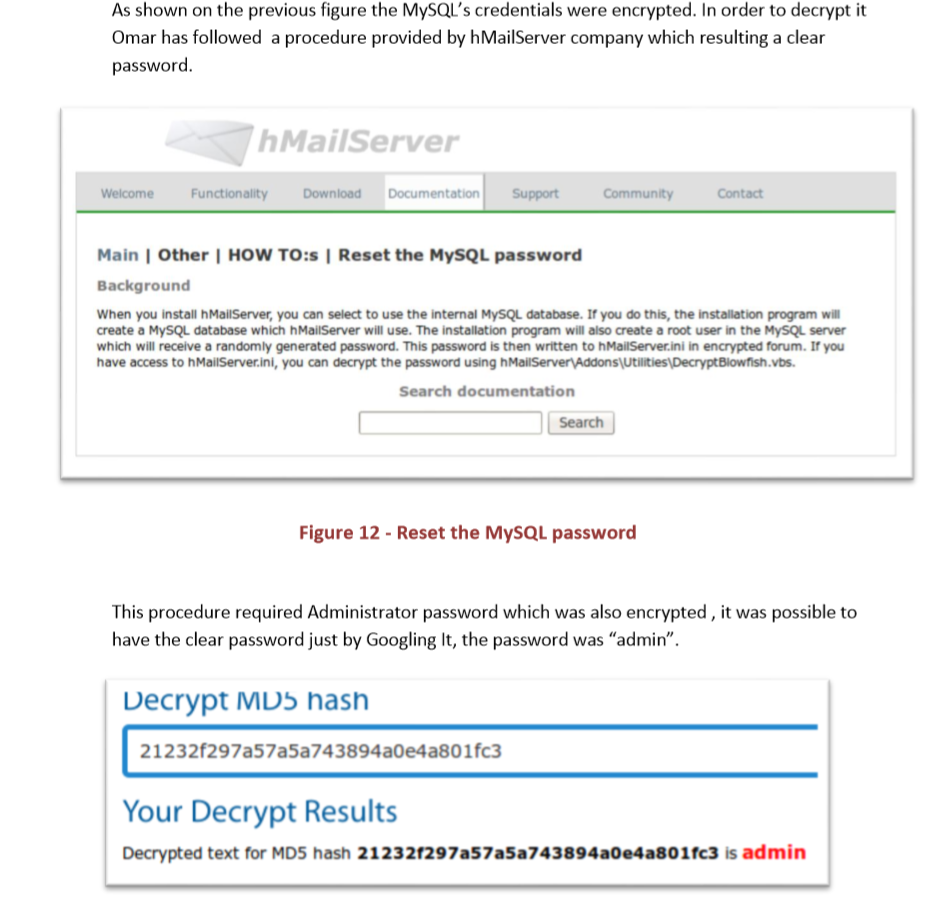 As shown on the previous figure the MySQL's credentials were encrypted. In order to decrypt it
Omar has followed a procedure provided by hMailServer company which resulting a clear
password.
hMailServer
Welcome Functionality Download Documentation Support Community Contact
Main | Other | HOW TO:s | Reset the MySQL password
Background
When you install hMailServer, you can select to use the internal MySQL database. If you do this, the installation program will
create a MySQL database which hMailServer will use. The installation program will also create a root user in the MySQL server
which will receive a randomly generated password. This password is then written to hMailServer.ini in encrypted forum. If you
have access to hMailServer.ini, you can decrypt the password using hMailServer\Addons\Utilities\DecryptBlowfish.vbs.
Search documentation
Search
Figure 12 - Reset the MySQL password
This procedure required Administrator password which was also encrypted , it was possible to
have the clear password just by Googling It, the password was “admin”.
Decrypt MD5 hash
21232f297a57a5a743894a0e4a801fc3
Your Decrypt Results
Decrypted text for MD5 hash 21232f297a57a5a743894a0e4a801fc3 is admin